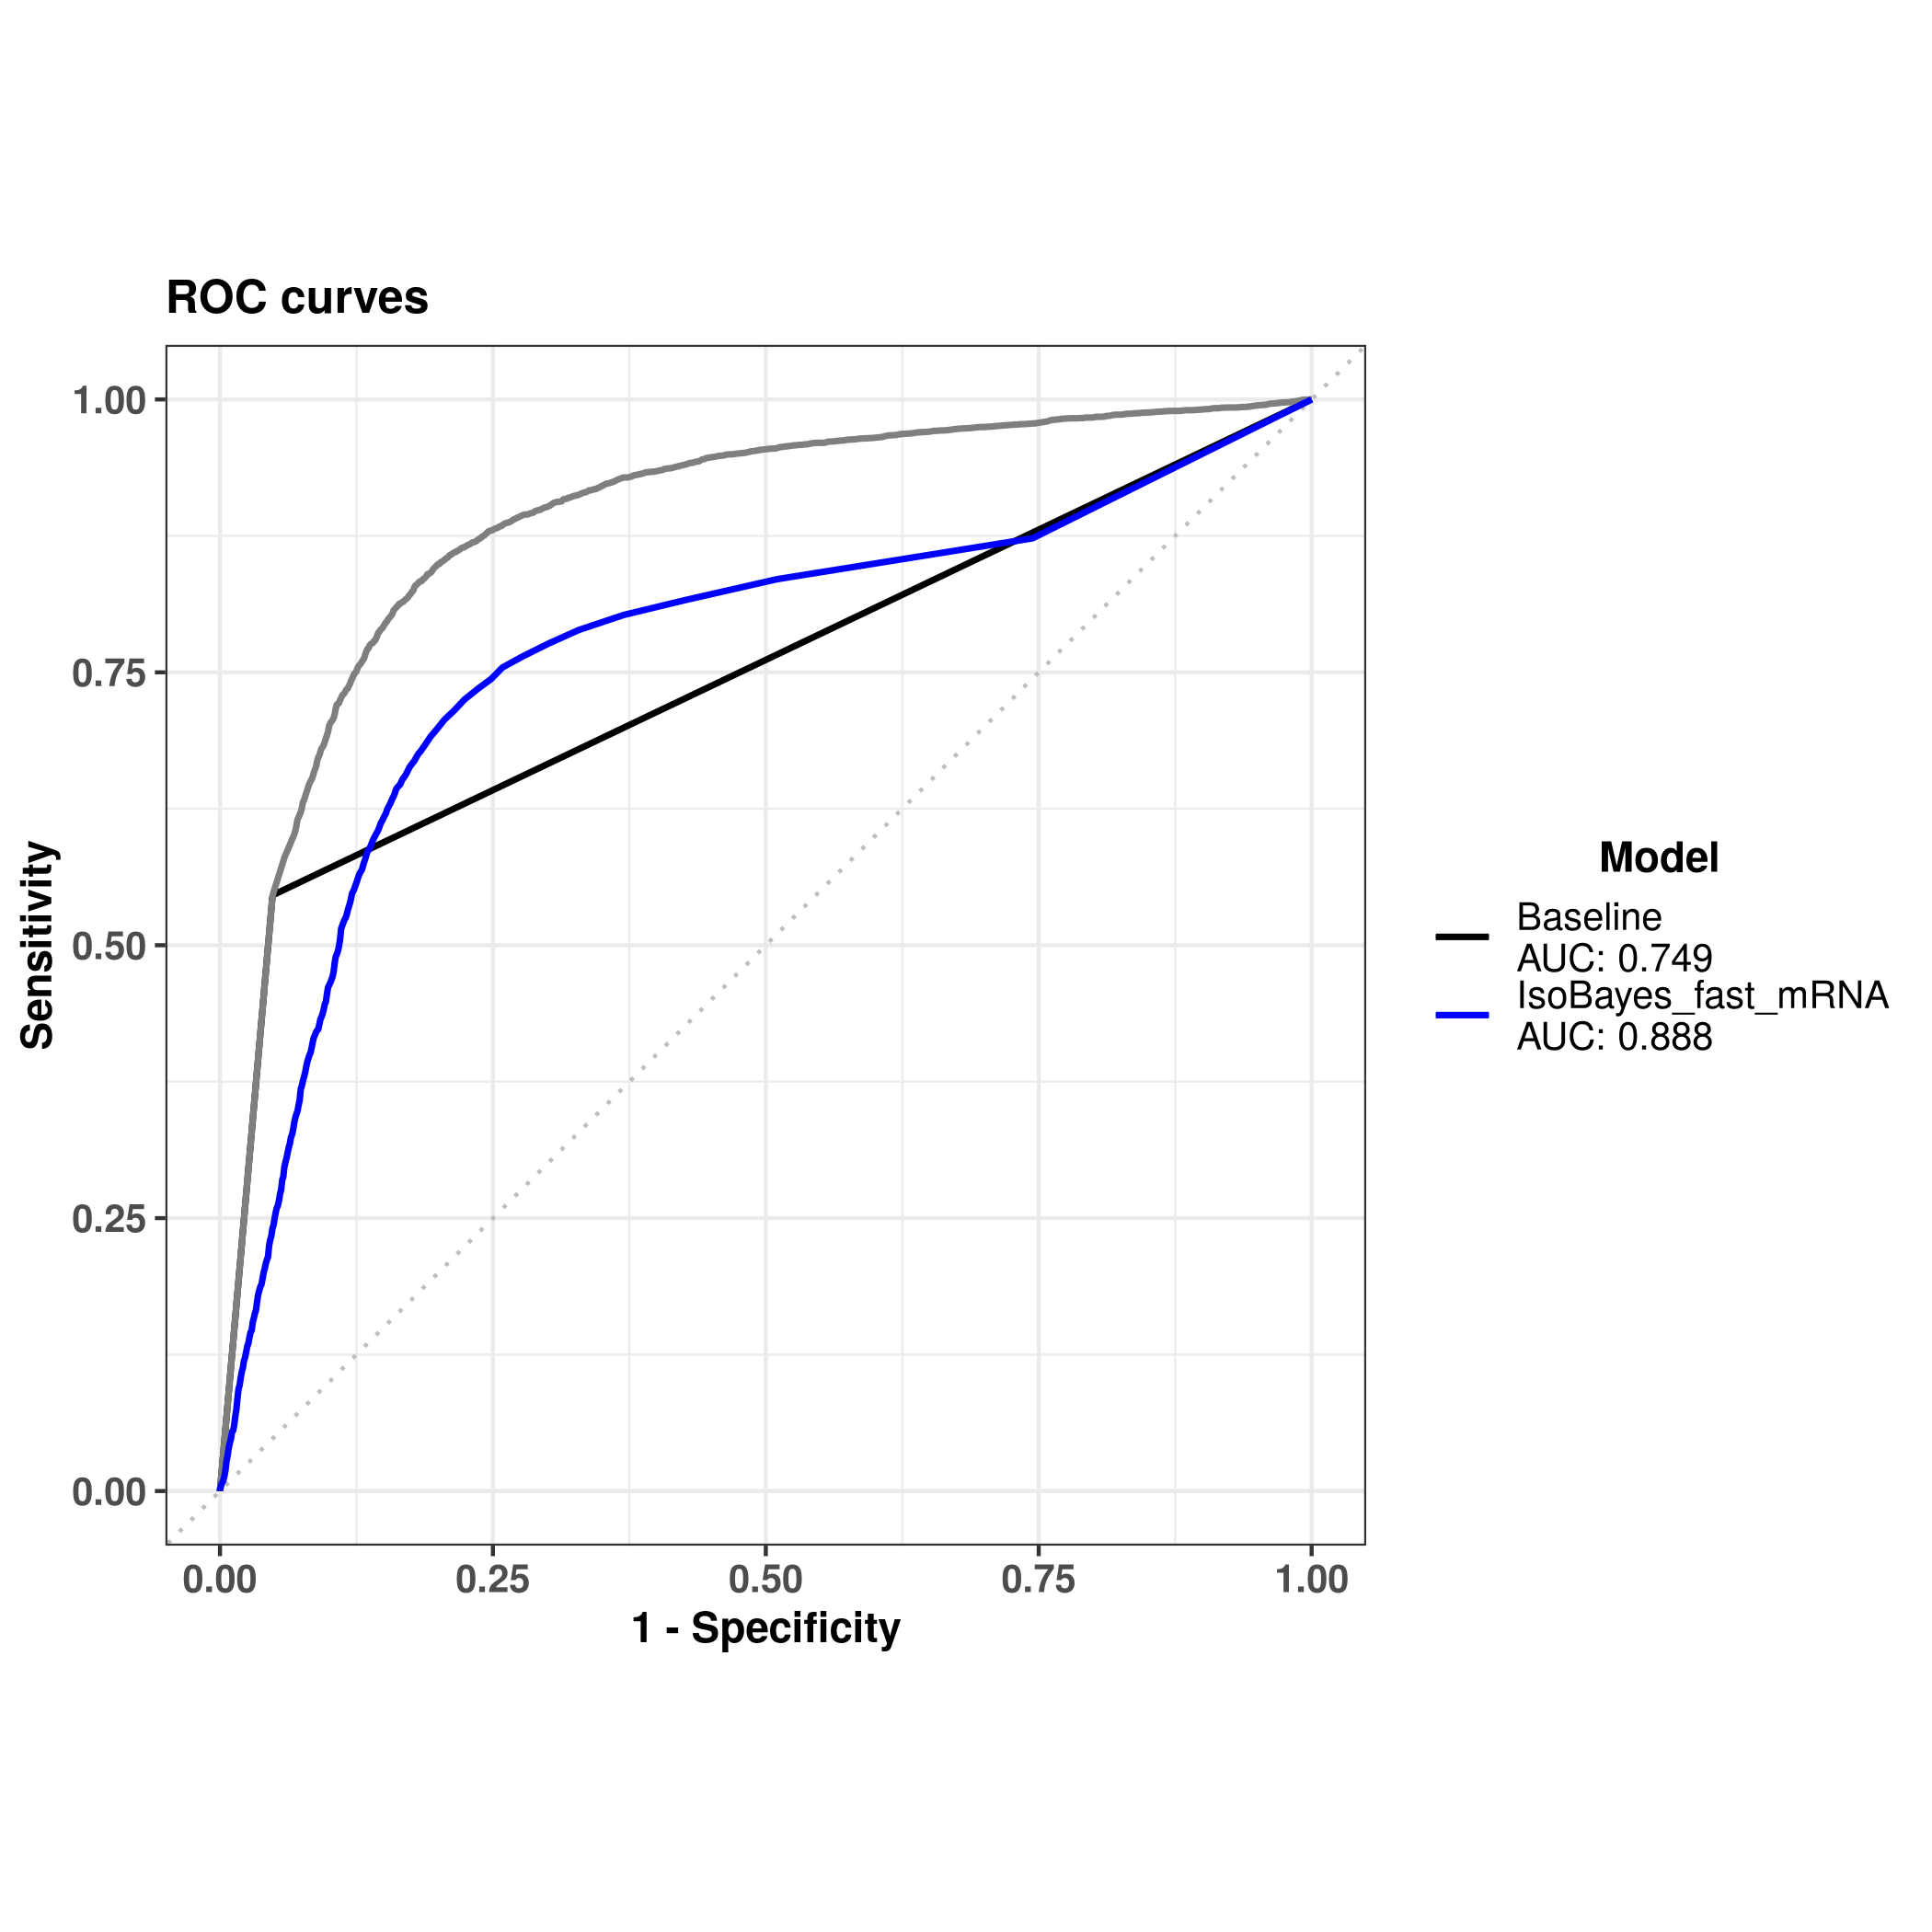 ROC curves
1.00
0.75
0.50
0.25
0.00
Sensitivity
0.00 0.25 0.50 0.75 1.00
1 - Specificity
Model
Baseline
AUC: 0.749
IsoBayes_fast_mRNA
AUC: 0.888